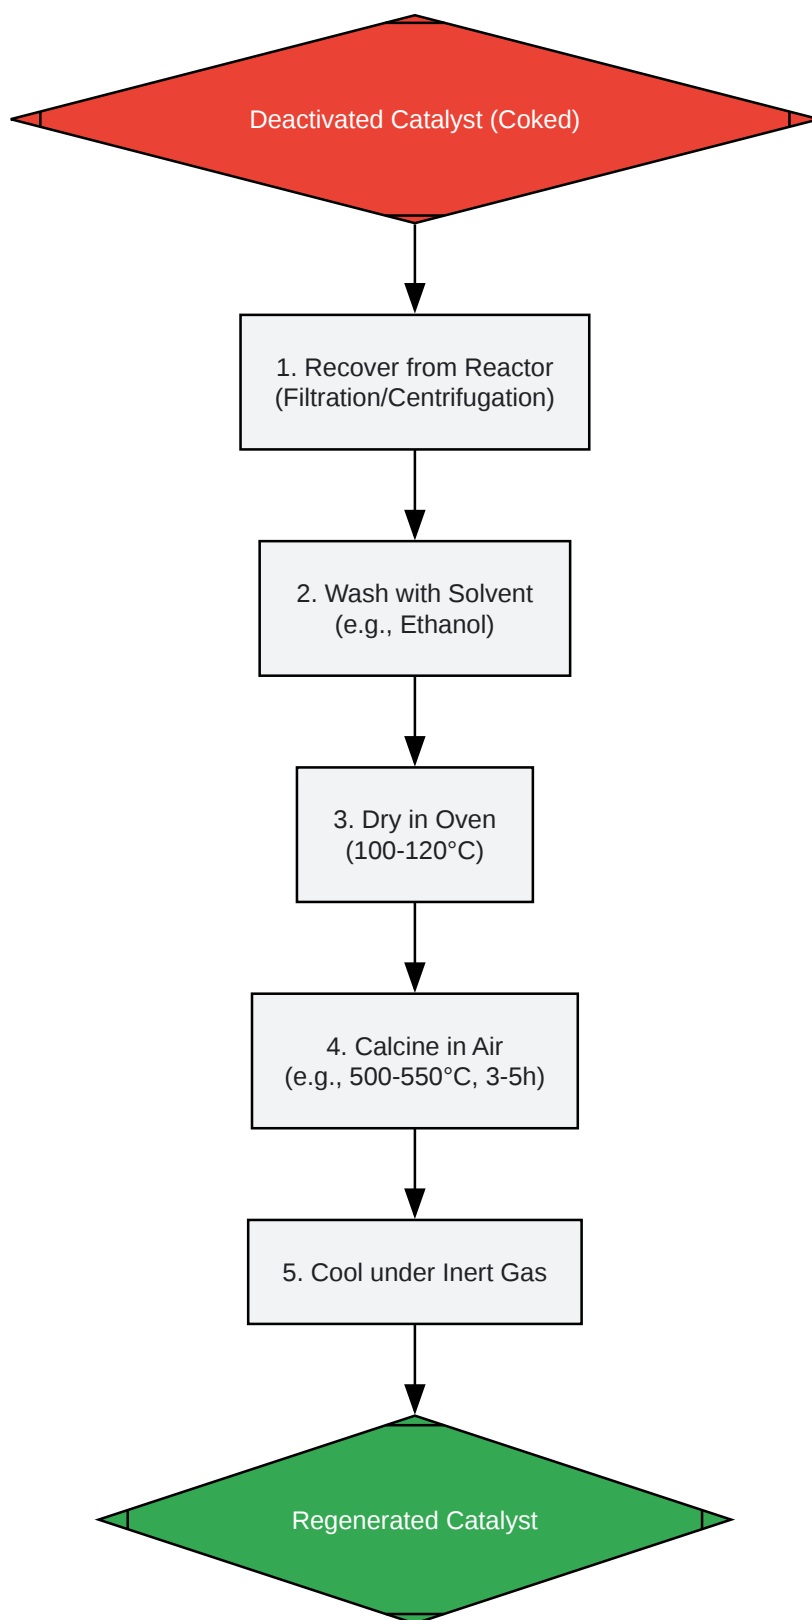 Deactivated Catalyst (Coked)
1. Recover from Reactor
(Filtration/Centrifugation)
2. Wash with Solvent
(e.g., Ethanol)
3. Dry in Oven
(100-120°C)
4. Calcine in Air
(e.g., 500-550°C, 3-5h)
5. Cool under Inert Gas
Regenerated Catalyst